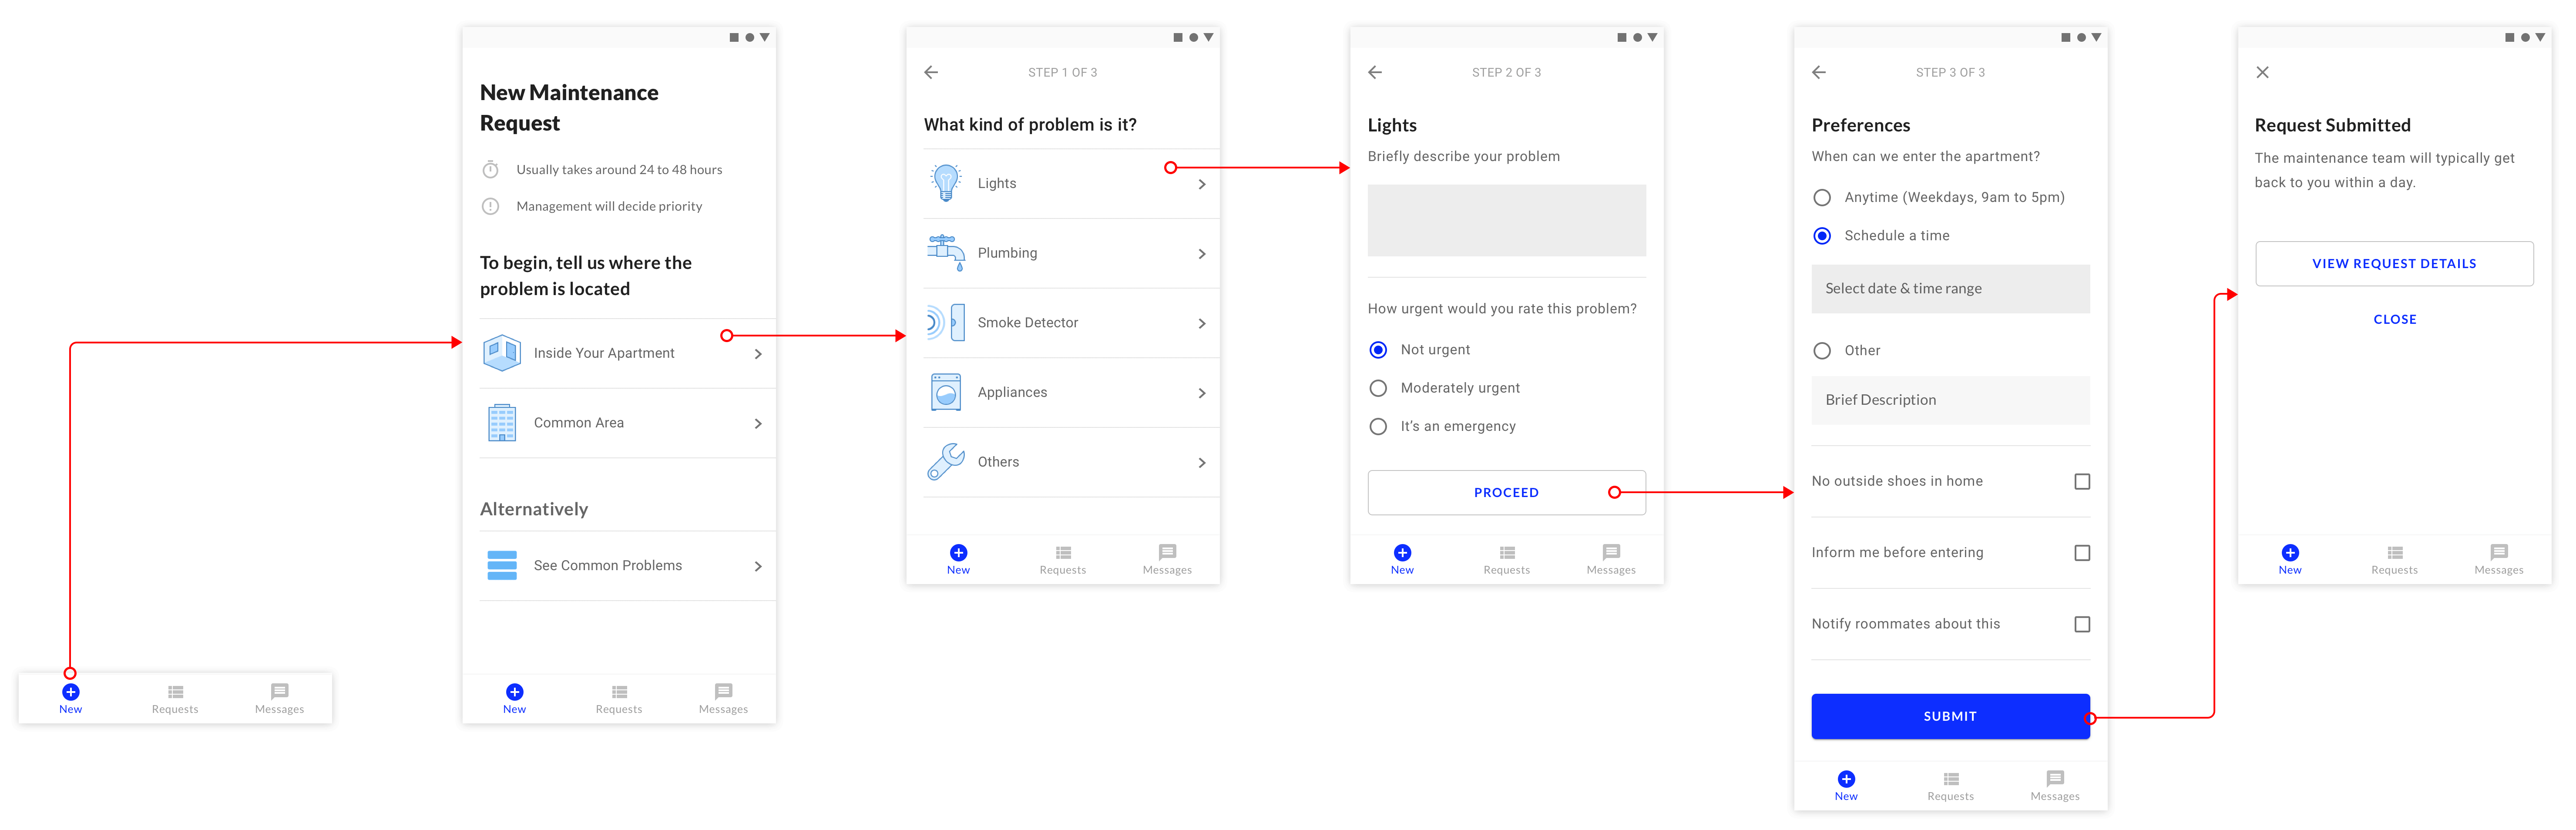 New
Requests
Messages
New Maintenance
Request
Usually takes around 24 to 48 hours
Management will decide priority
To begin, tell us where the
problem is located
Inside Your Apartment
Common Area
Alternatively
See Common Problems
New
Requests
Messages
STEP 1 OF 3
What kind of problem is it?
Lights
Plumbing
Smoke Detector
Appliances
Others
New
Requests
Messages
STEP 2 OF 3
Lights
Briefly describe your problem
How urgent would you rate this problem?
Not urgent
Moderately urgent
It's an emergency
PROCEED
New
Requests
Messages
STEP 3 OF 3
Preferences
When can we enter the apartment?
Anytime (Weekdays, 9am to 5pm)
Schedule a time
Select date & time range
Other
Brief Description
No outside shoes in home
Inform me before entering
Notify roommates about this
SUBMIT
New
Requests
Messages
Request Submitted
The maintenance team will typically get
back to you within a day.
VIEW REQUEST DETAILS
CLOSE
New
Requests
Messages